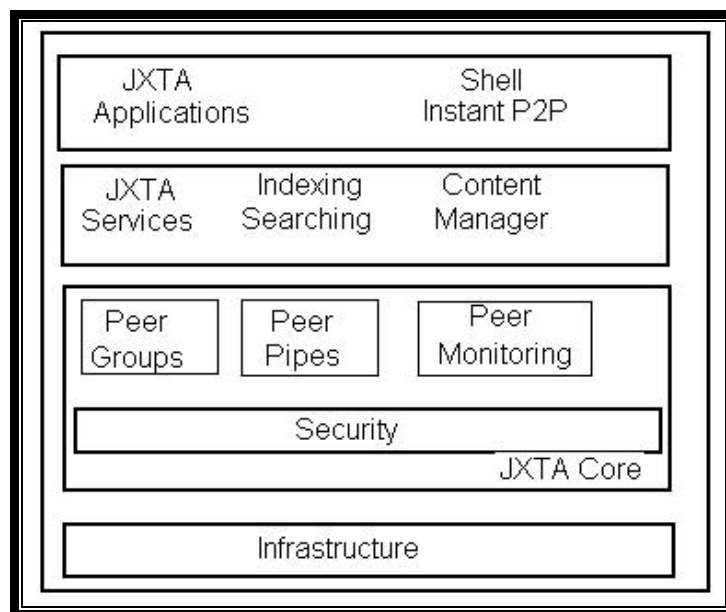 JXTA
Applications
Shell
Instant P2P
JXTA
Services
Indexing
Searching
Content
Manager
Peer
Groups
Peer
Pipes
Peer
Monitoring
Security
JXTA Core
Infrastructure